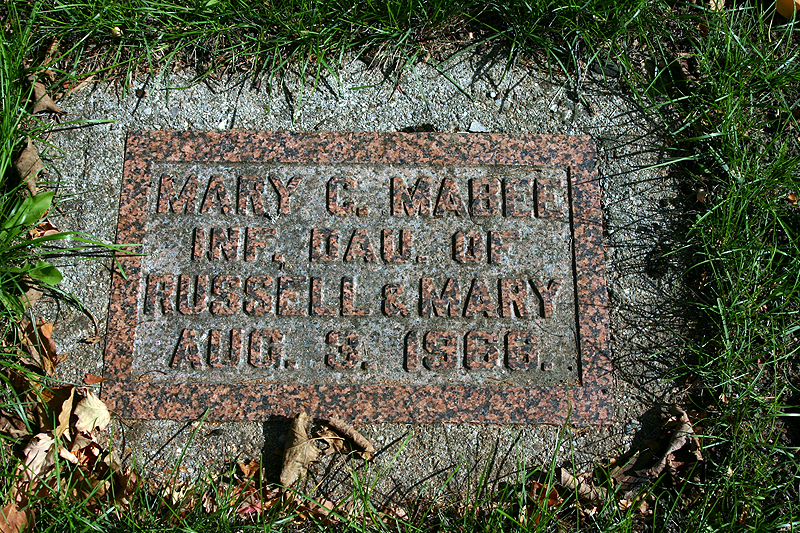 MARY C. MABEE
INF. DAU. OF
RUSSELL & MARY
AUG. 3, 1966.